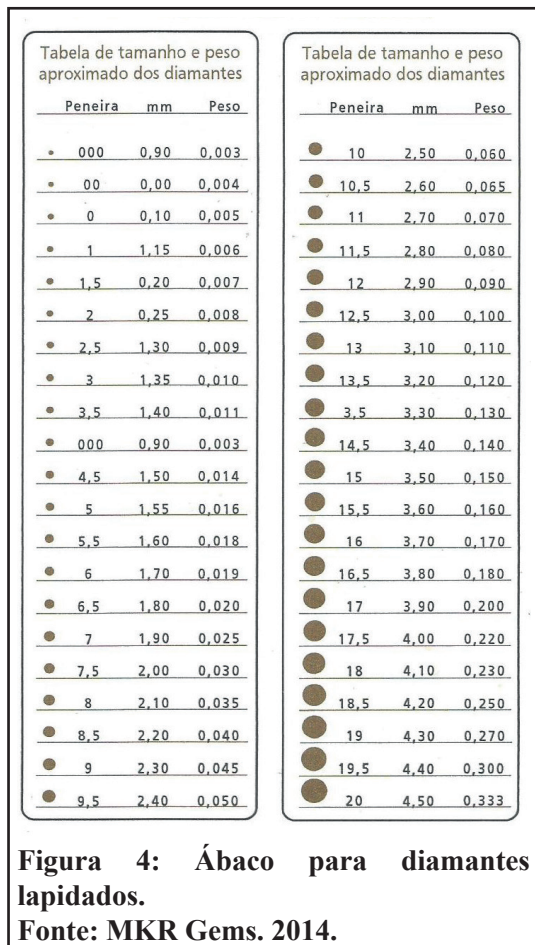 Tabela de tamanho e peso
aproximado dos diamantes
Peneira mm Peso
000 0,90 0,003
00 0,00 0,004
0 0,10 0,005
1 1,15 0,006
1,5 0,20 0,007
2 0,25 0,008
2,5 1,30 0,009
3 1,35 0,010
3,5 1,40 0,011
000 0,90 0,003
4,5 1,50 0,014
5 1,55 0,016
5,5 1,60 0,018
6 1,70 0,019
6,5 1,80 0,020
7 1,90 0,025
7,5 2,00 0,030
8 2,10 0,035
8,5 2,20 0,040
9 2,30 0,045
9,5 2,40 0,050
Tabela de tamanho e peso
aproximado dos diamantes
Peneira mm Peso
10 2,50 0,060
10,5 2,60 0,065
11 2,70 0,070
11,5 2,80 0,080
12 2,90 0,090
12,5 3,00 0,100
13 3,10 0,110
13,5 3,20 0,120
3,5 3,30 0,130
14,5 3,40 0,140
15 3,50 0,150
15,5 3,60 0,160
16 3,70 0,170
16,5 3,80 0,180
17 3,90 0,200
17,5 4,00 0,220
18 4,10 0,230
18,5 4,20 0,250
19 4,30 0,270
19,5 4,40 0,300
20 4,50 0,333
Figura 4: Ábaco para diamantes
lapidados.
Fonte: MKR Gems. 2014.